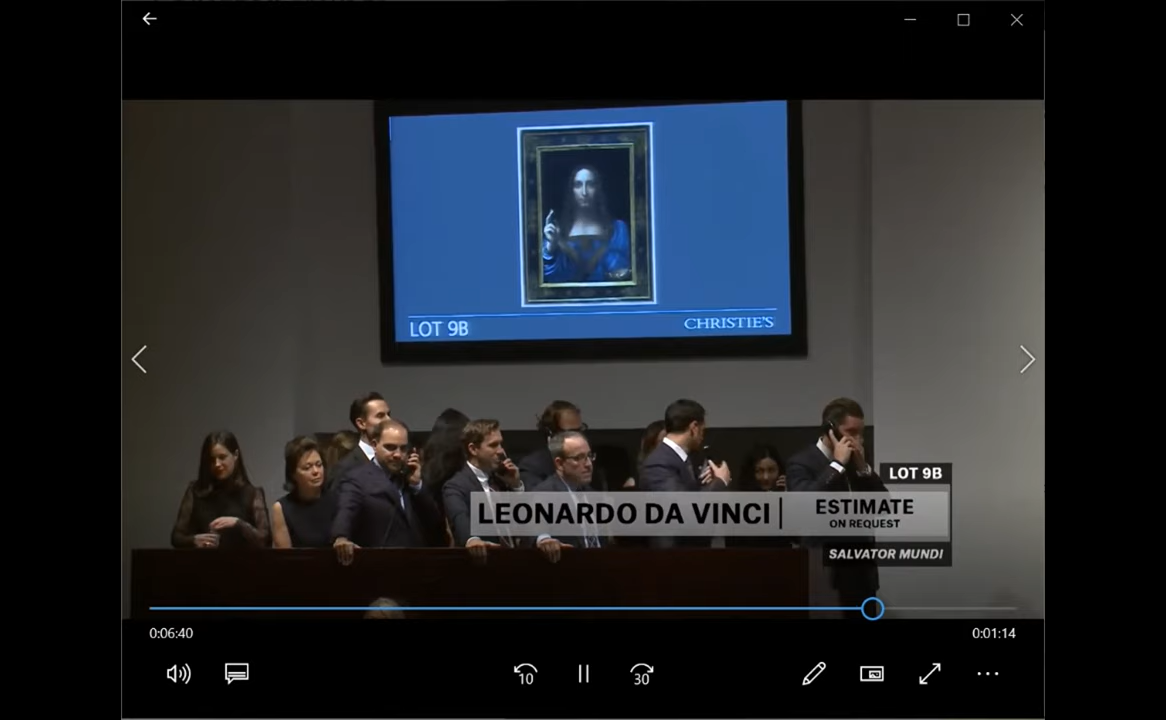 LOT 9B
CHRISTIE'S
LOT 9B
LEONARDO DA VINCI
ESTIMATE
ON REQUEST
SALVATOR MUNDI
0:06:40
0:01:14
10
30